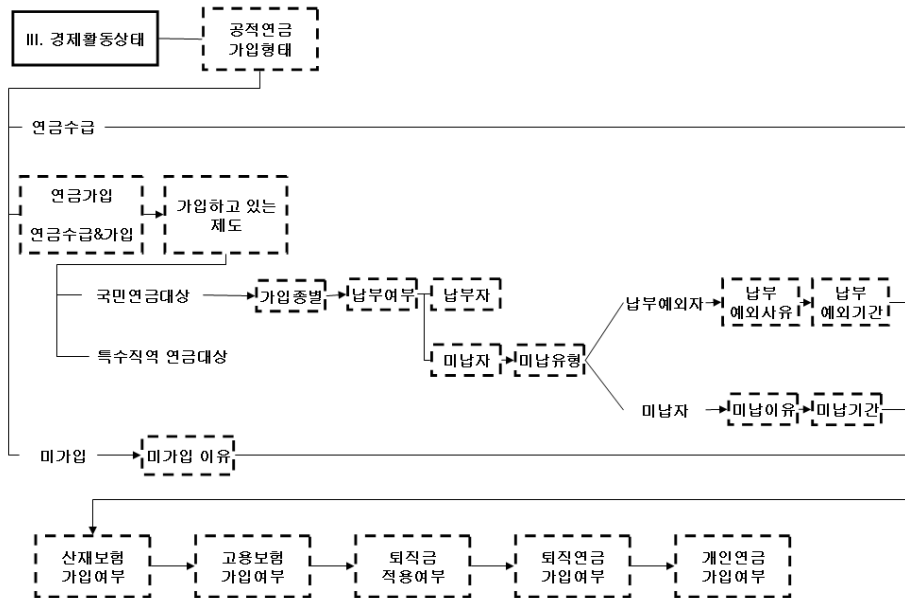 III. 경제활동상태
공적연금
가입형태
연금수급
연금가입
연금수급&가입
가입하고 있는
제도
국민연금대상
가입종별
납부여부
납부자
납부예외자
납부
예외사유
납부
예외기간
특수직역 연금대상
미납자
미납유형
미납자
미납이유
미납기간
미가입
미가입 이유
산재보험
가입여부
고용보험
가입여부
퇴직금
적용여부
퇴직연금
가입여부
개인연금
가입여부